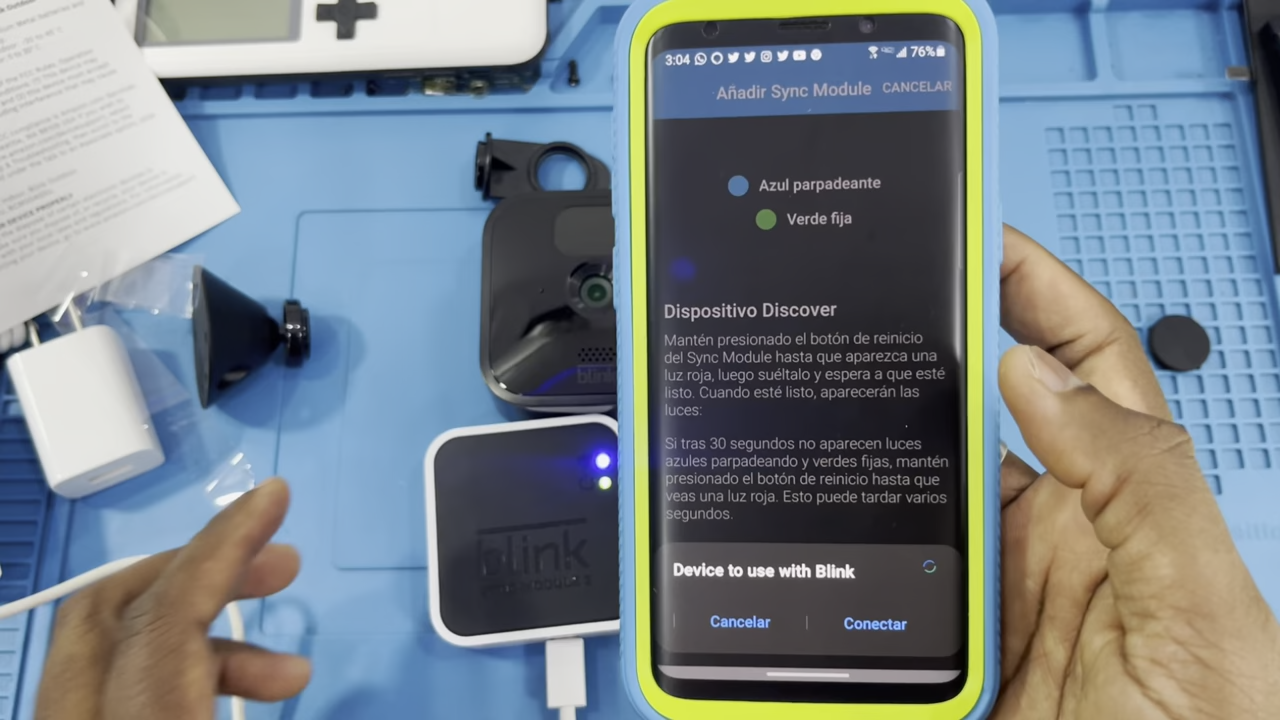 3:04
76%
Añadir Sync Module
CANCELAR
Azul parpadeante
Verde fija
Dispositivo Discover
Mantén presionado el botón de reinicio
del Sync Module hasta que aparezca una
luz roja, luego suéltalo y espera a que esté
listo. Cuando esté listo, aparecerán las
luces:
Si tras 30 segundos no aparecen luces
azules parpadeando y verdes fijas, mantén
presionado el botón de reinicio hasta que
veas una luz roja. Esto puede tardar varios
segundos.
Device to use with Blink
Cancelar
Conectar
blink
blink